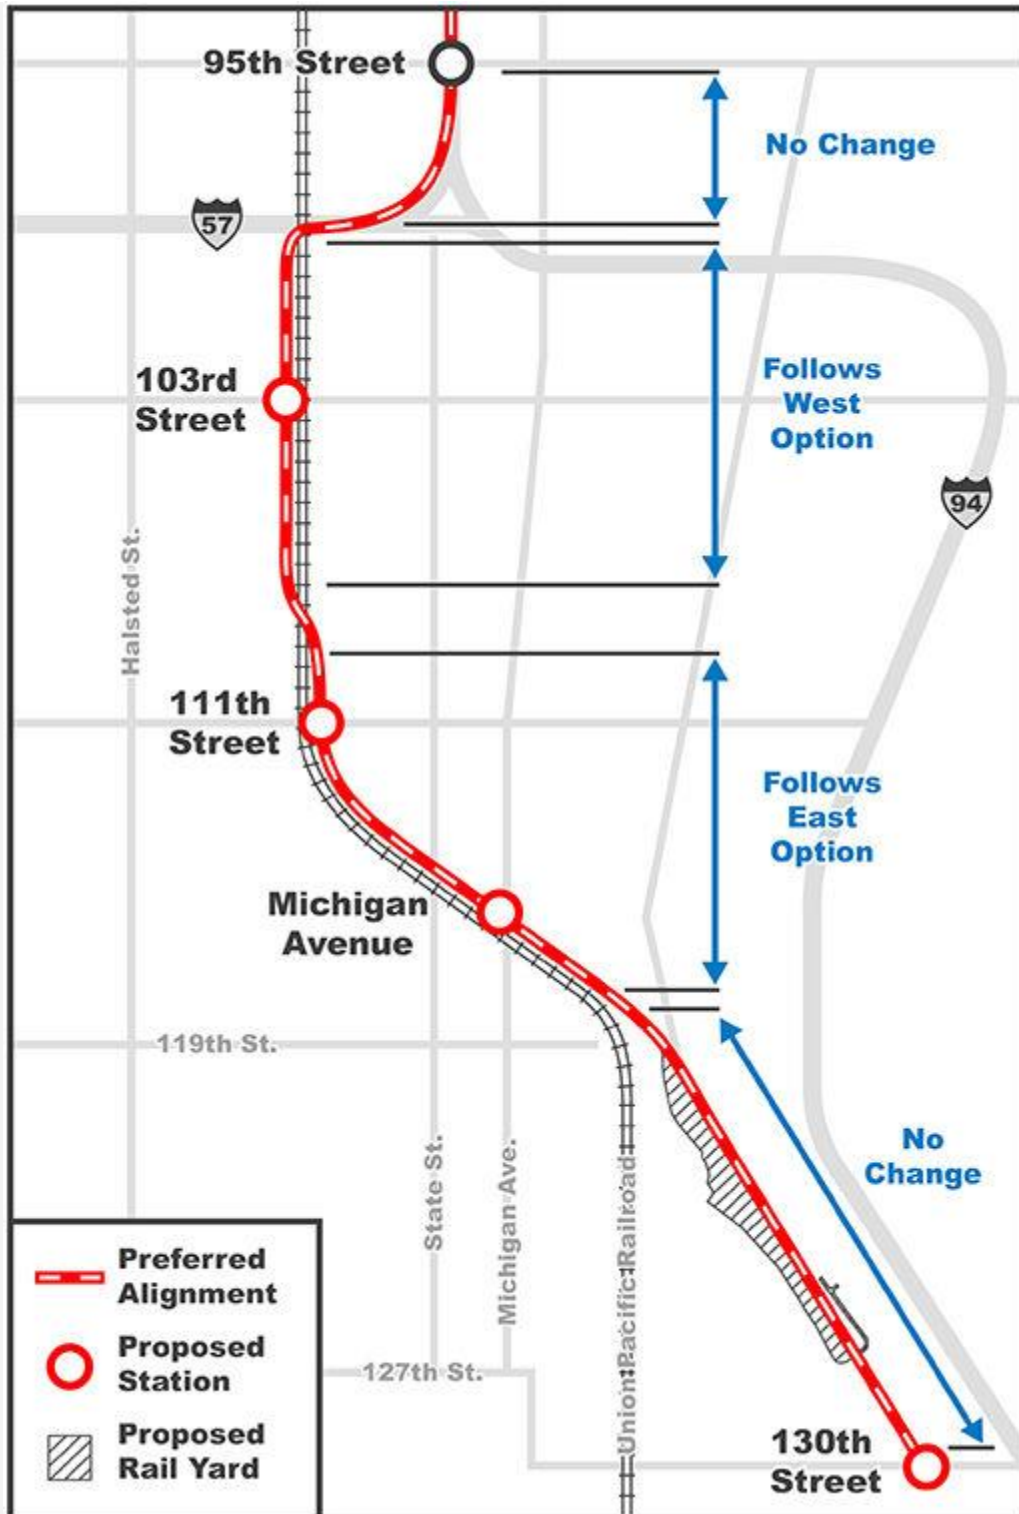 95th Street
No Change
57
103rd
Street
Follows
West
Option
94
Halsted St.
111th
Street
Follows
East
Option
Michigan
Avenue
119th St.
State St.
Michigan Ave.
Union Pacific Railroad
No
Change
127th St.
130th
Street
Preferred
Alignment
Proposed
Station
Proposed
Rail Yard